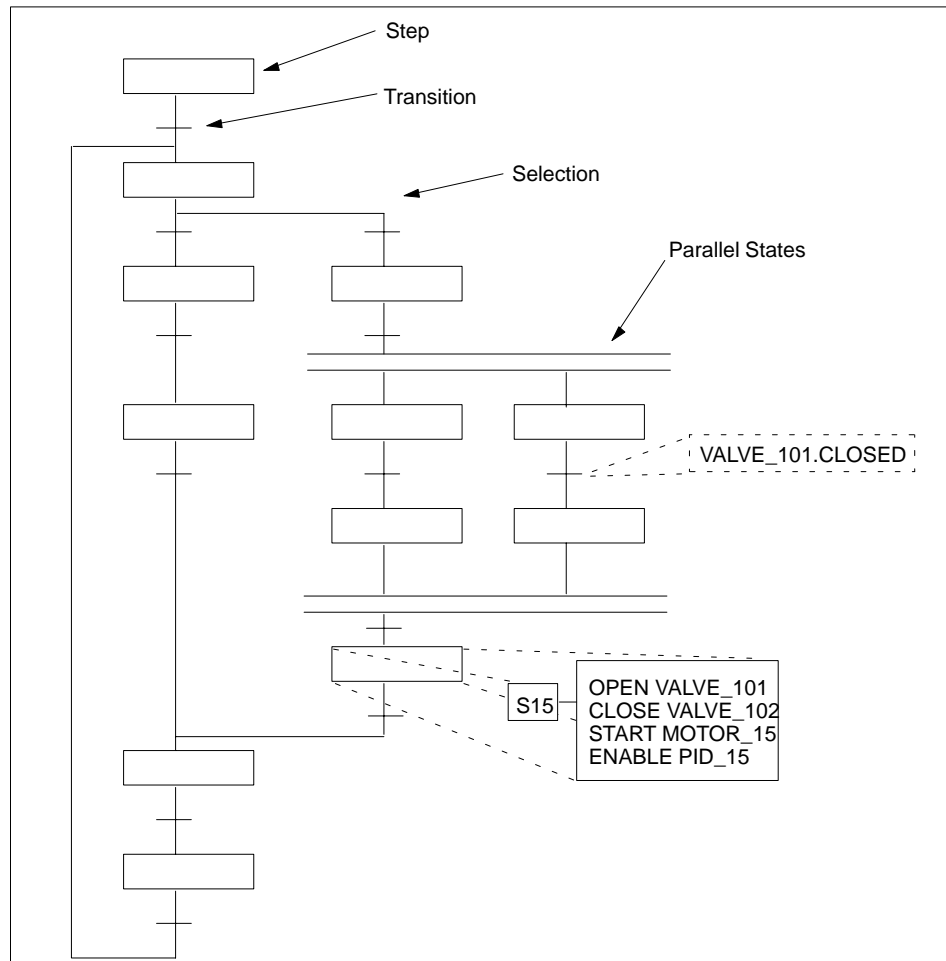 Step
Transition
Selection
Parallel States
VALVE_101.CLOSED
S15
OPEN VALVE_101
CLOSE VALVE_102
START MOTOR_15
ENABLE PID_15